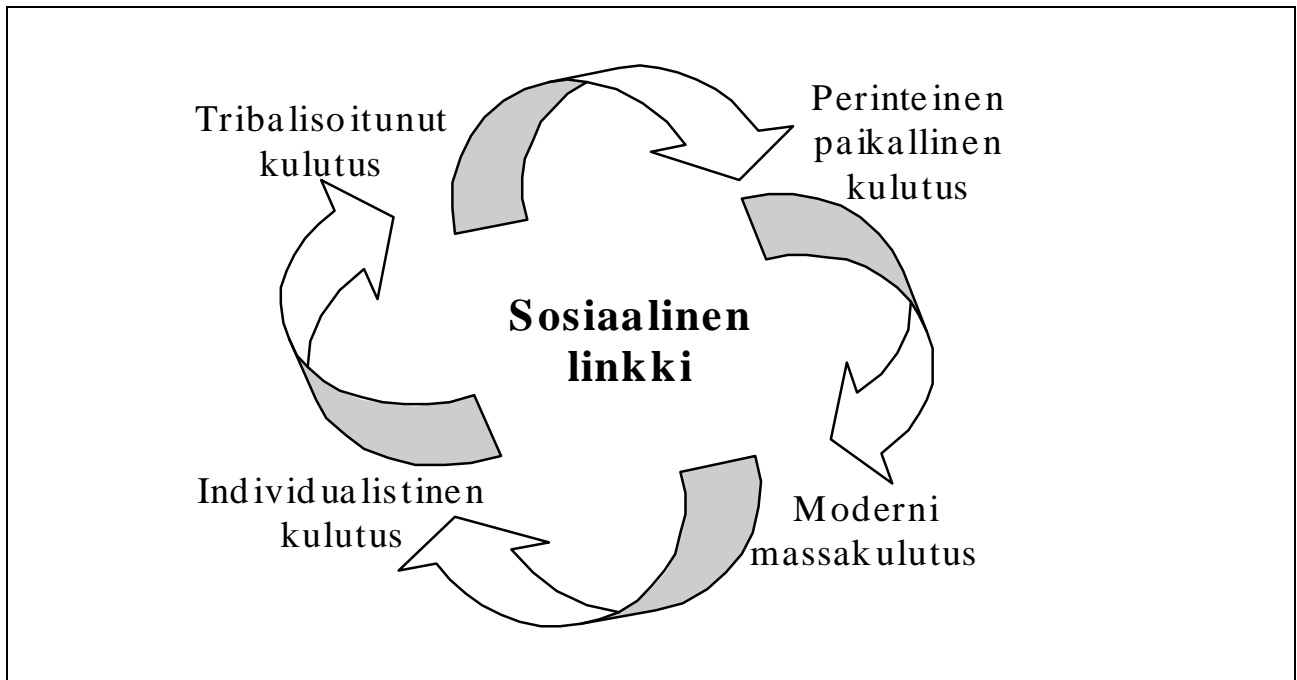 Tribalisoitunut
kulutus
Perinteinen
paikallinen
kulutus
Sosiaalinen
linkki
Individualistinen
kulutus
Moderni
massakulutus